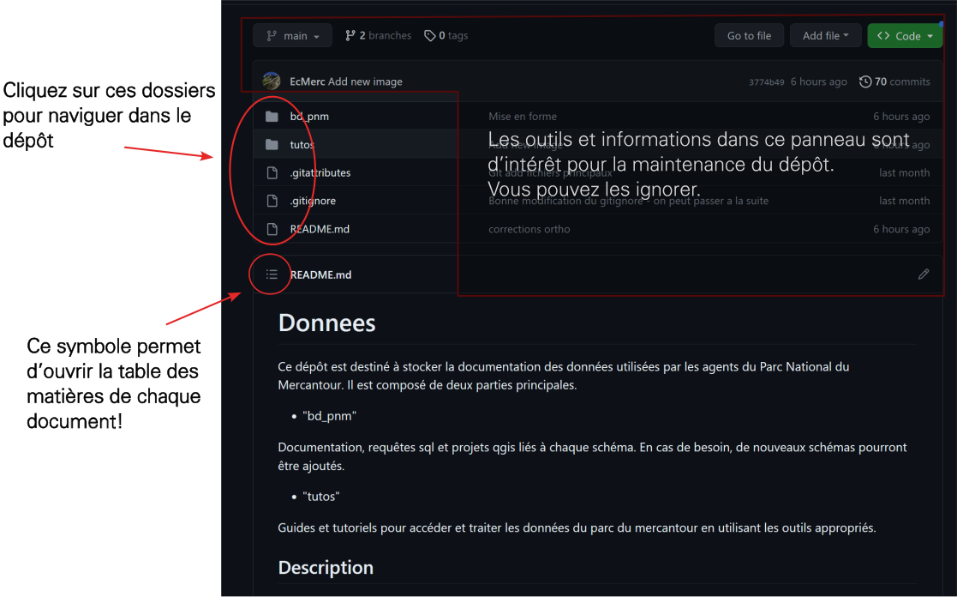 main
2 branches
0 tags
Go to file
Add file
<> Code
EcMerc Add new image
3774b49 6 hours ago
70 commits
Cliquez sur ces dossiers
pour naviguer dans le
dépôt
bd_pnm
Mise en forme
6 hours ago
tutos
hours ago
.gitattributes
Git add fichiers principaux
last month
.gitignore
Bonne modification du gitignore - on peut passer a la suite
last month
README.md
corrections ortho
6 hours ago
Les outils et informations dans ce panneau sont
d'intérêt pour la maintenance du dépôt.
Vous pouvez les ignorer.
README.md
Ce symbole permet
d'ouvrir la table des
matières de chaque
document!
Donnees
Ce dépôt est destiné à stocker la documentation des données utilisées par les agents du Parc National du
Mercantour. Il est composé de deux parties principales.
• "bd_pnm"
Documentation, requêtes sql et projets qgis liés à chaque schéma. En cas de besoin, de nouveaux schémas pourront
être ajoutés.
• "tutos"
Guides et tutoriels pour accéder et traiter les données du parc du mercantour en utilisant les outils appropriés.
Description